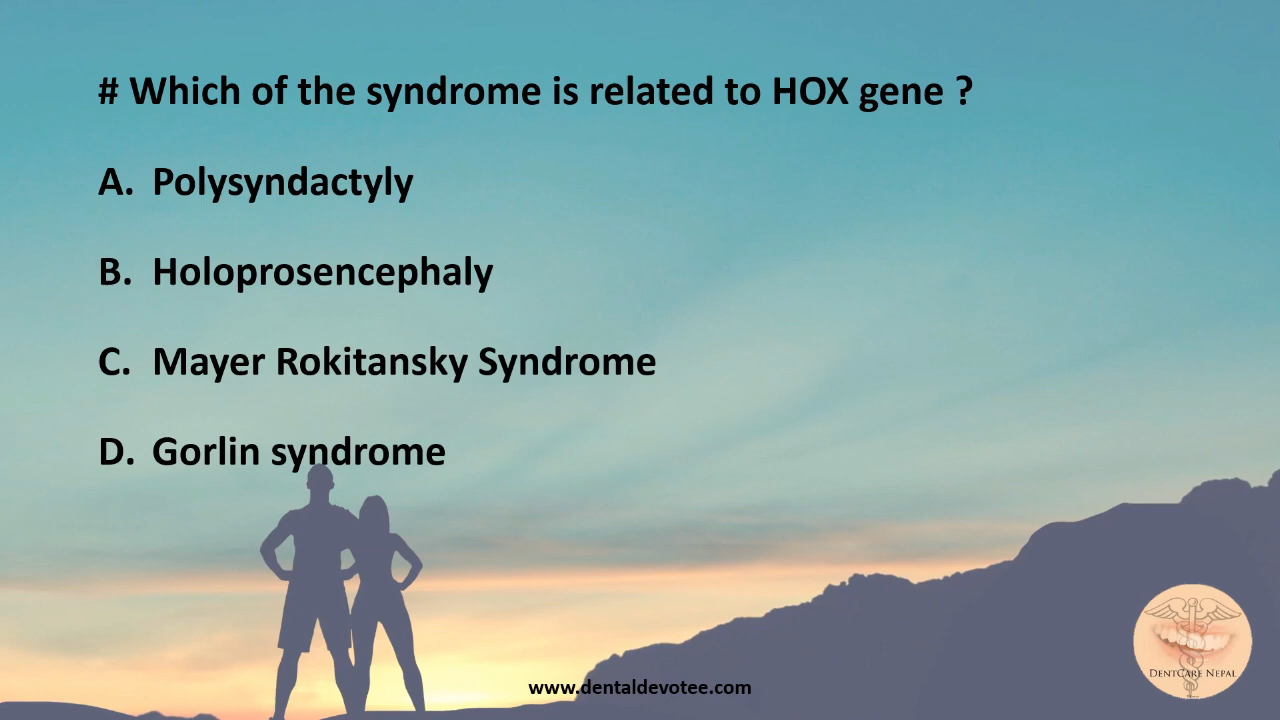 # Which of the syndrome is related to HOX gene ?
A. Polysyndactyly
B. Holoprosencephaly
C. Mayer Rokitansky Syndrome
D. Gorlin syndrome
www.dentaldevotee.com
DentCare Nepal